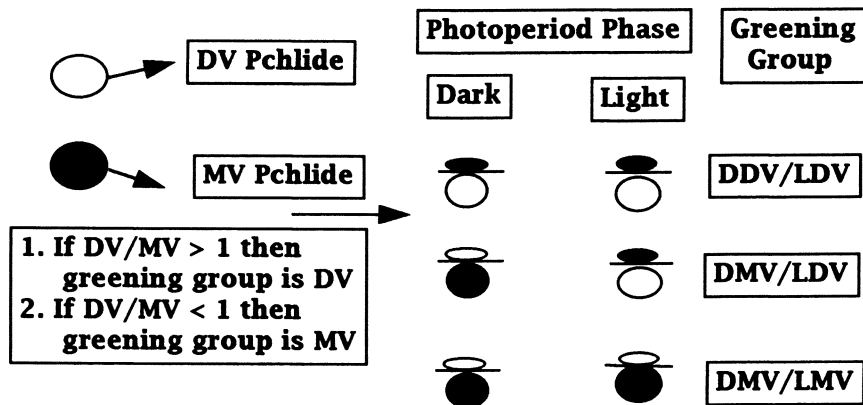 DV Pchlide
MV Pchlide
1. If DV/MV > 1 then
greening group is DV
2. If DV/MV < 1 then
greening group is MV
Photoperiod Phase
Dark
Light
Greening
Group
DDV/LDV
DMV/LDV
DMV/LMV